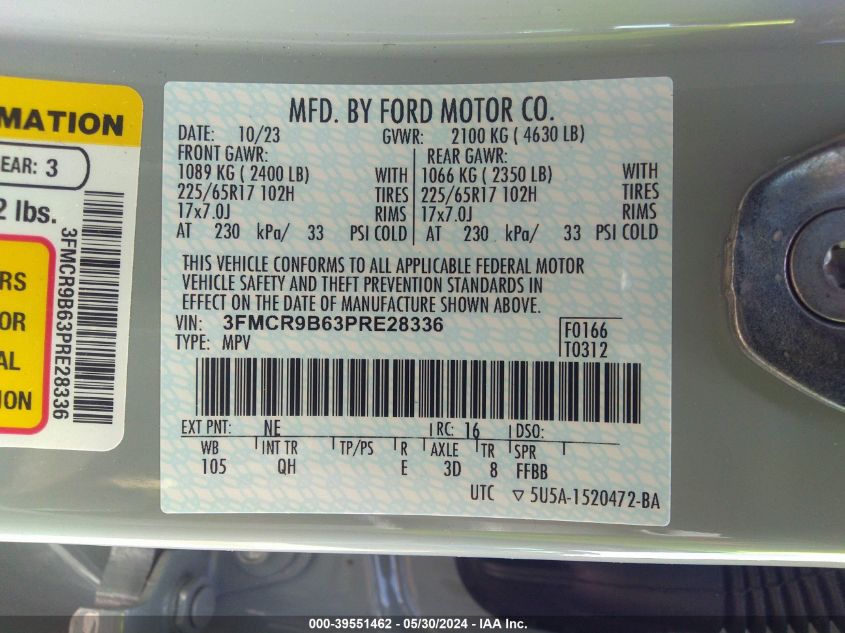 RMATION
EAR: 3
2 lbs.
RS
OR
AL
ION
3FMCR9B63PRE28336
MFD. BY FORD MOTOR CO.
DATE: 10/23 GVWR: 2100 KG ( 4630 LB)
FRONT GAWR: REAR GAWR:
1089 KG ( 2400 LB) WITH 1066 KG ( 2350 LB) WITH
225/65R17 102H TIRES 225/65R17 102H TIRES
17x7.0J RIMS 17x7.0J RIMS
AT 230 kPa/ 33 PSI COLD AT 230 kPa/ 33 PSI COLD
THIS VEHICLE CONFORMS TO ALL APPLICABLE FEDERAL MOTOR
VEHICLE SAFETY AND THEFT PREVENTION STANDARDS IN
EFFECT ON THE DATE OF MANUFACTURE SHOWN ABOVE.
VIN: 3FMCR9B63PRE28336 F0166
TYPE: MPV T0312
EXT PNT: NE RC: 16 DSO:
WB INT TR TP/PS R AXLE TR SPR
105 QH E 3D 8 FFBB
UTC ▽ 5U5A-1520472-BA
000-39551462 - 05/30/2024 - IAA Inc.